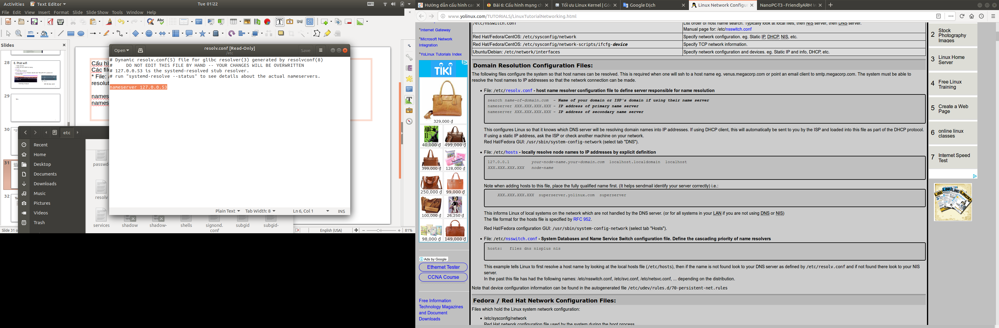 Activities
Text Editor
Tue 01:22
File Edit View Insert Format Slide Slide Show Tools Window Help
Slides
28
29
30
31
32
6. Phát wifi
Cấu hì
Các file
* File: /
resolut
names
names
Open
resolv.conf [Read-Only]
/etc
Save
# Dynamic resolv.conf(5) file for glibc resolver(3) generated by resolvconf(8)
#     DO NOT EDIT THIS FILE BY HAND -- YOUR CHANGES WILL BE OVERWRITTEN
# 127.0.0.53 is the systemd-resolved stub resolver.
# run "systemd-resolve --status" to see details about the actual nameservers.
nameserver 127.0.0.53
Plain Text
Tab Width: 8
Ln 6, Col 1
INS
etc
Recent
Home
Desktop
Documents
Downloads
Music
Pictures
Videos
Trash
passwd-
resolv
services
shadow
shadow-
shells
signond.
conf
subgid
subgid-
Slide 31 o
English (USA)
81%
Hướng dẫn cấu hình car
Bài 6: Cấu hình mạng ch
Tối ưu Linux Kernel | Góc
Google Dịch
Linux Network Configur
NanoPC-T3 - FriendlyARM W
www.yolinux.com/TUTORIALS/LinuxTutorialNetworking.html
°Internet Gateway
°Microsoft Network
Integration
°YoLinux Tutorials Index
TIKI
329,000 ₫
40,000 ₫
499,000 ₫
399,000 ₫
128,000 ₫
250,000 ₫
99,000 ₫
100,000 ₫
26,250 ₫
98,000 ₫
149,000 ₫
Ads by Google
Ethernet Tester
CCNA Course
Free Information
Technology Magazines
and Document
Downloads
/etc/nsswitch.conf
List order of host name search. Typically look at local files, then NIS server, then DNS server.
Manual page for: /etc/nsswitch.conf
Red Hat/Fedora/CentOS: /etc/sysconfig/network
Specify network configuration. eg. Static IP, DHCP, NIS, etc.
Red Hat/Fedora/CentOS: /etc/sysconfig/network-scripts/ifcfg-device
Specify TCP network information.
Ubuntu/Debian: /etc/network/interfaces
Specify network configuration and devices. eg. Static IP and info, DHCP, etc.
Domain Resolution Configuration Files:
The following files configure the system so that host names can be resolved. This is required when one will ssh to a host name eg. venus.megacorp.com or point an email client to smtp.megacorp.com. The system must be able to
resolve the host names to IP addresses so that the network connection can be made.
• File: /etc/resolv.conf - host name resolver configuration file to define server responsible for name resolution
search name-of-domain.com - Name of your domain or ISP's domain if using their name server
nameserver XXX.XXX.XXX.XXX - IP address of primary name server
nameserver XXX.XXX.XXX.XXX - IP address of secondary name server
This configures Linux so that it knows which DNS server will be resolving domain names into IP addresses. If using DHCP client, this will automatically be sent to you by the ISP and loaded into this file as part of the DHCP protocol.
If using a static IP address, ask the ISP or check another machine on your network.
Red Hat/Fedora GUI: /usr/sbin/system-config-network (select tab "DNS").
• File: /etc/hosts - locally resolve node names to IP addresses by explicit definition
127.0.0.1 your-node-name.your-domain.com localhost.localdomain localhost
XXX.XXX.XXX.XXX node-name
Note when adding hosts to this file, place the fully qualified name first. (It helps sendmail identify your server correctly) i.e.:
XXX.XXX.XXX.XXX superserver.yolinux.com superserver
This informs Linux of local systems on the network which are not handled by the DNS server. (or for all systems in your LAN if you are not using DNS or NIS)
The file format for the hosts file is specified by RFC 952.
Red Hat/Fedora configuration GUI: /usr/sbin/system-config-network (select tab "Hosts").
• File: /etc/nsswitch.conf - System Databases and Name Service Switch configuration file. Define the cascading priority of name resolvers
hosts: files dns nisplus nis
This example tells Linux to first resolve a host name by looking at the local hosts file (/etc/hosts), then if the name is not found look to your DNS server as defined by /etc/resolv.conf and if not found there look to your NIS
server.
In the past this file has had the following names: /etc/nsswitch.conf, /etc/svc.conf, /etc/netsvc.conf, ... depending on the distribution.
Note that device configuration information can be found in the autogenerated file /etc/udev/rules.d/70-persistent-net.rules
Fedora / Red Hat Network Configuration Files:
Files which hold the Linux system network configuration:
• /etc/sysconfig/network
Red Hat network configuration file used by the system during the boot process.
2 Stock
Photography
Images
3 Linux Home
Server
4 Free Linux
Training
5 Create a Web
Page
6 online linux
classes
7 Internet Speed
Test